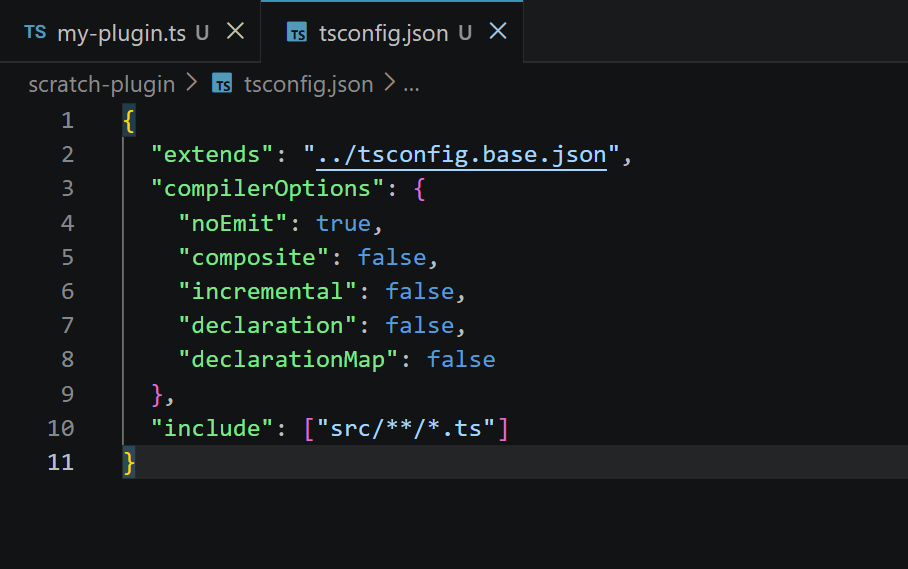 TS my-plugin.ts U × TS tsconfig.json U ×
scratch-plugin > TS tsconfig.json > ...
1 {
2 "extends": "../tsconfig.base.json",
3 "compilerOptions": {
4 "noEmit": true,
5 "composite": false,
6 "incremental": false,
7 "declaration": false,
8 "declarationMap": false
9 },
10 "include": ["src/**/*.ts"]
11 }